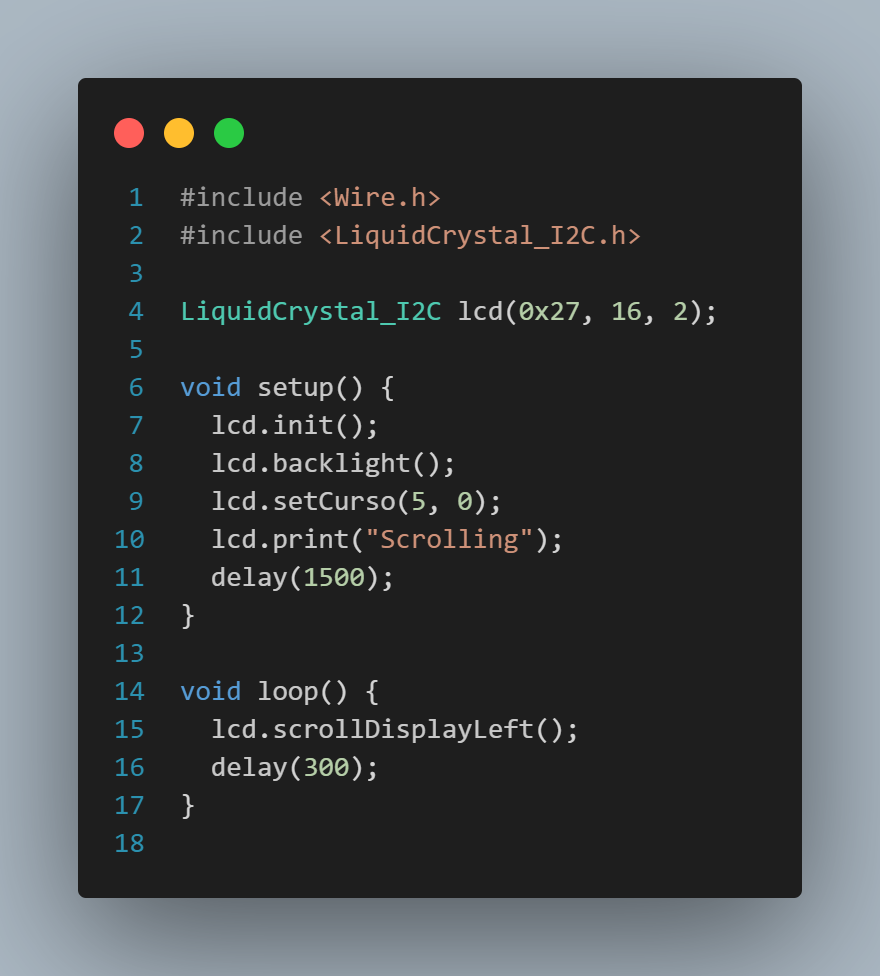 1 #include <Wire.h>
2 #include <LiquidCrystal_I2C.h>
3
4 LiquidCrystal_I2C lcd(0x27, 16, 2);
5
6 void setup() {
7   lcd.init();
8   lcd.backlight();
9   lcd.setCurso(5, 0);
10   lcd.print("Scrolling");
11   delay(1500);
12 }
13
14 void loop() {
15   lcd.scrollDisplayLeft();
16   delay(300);
17 }
18